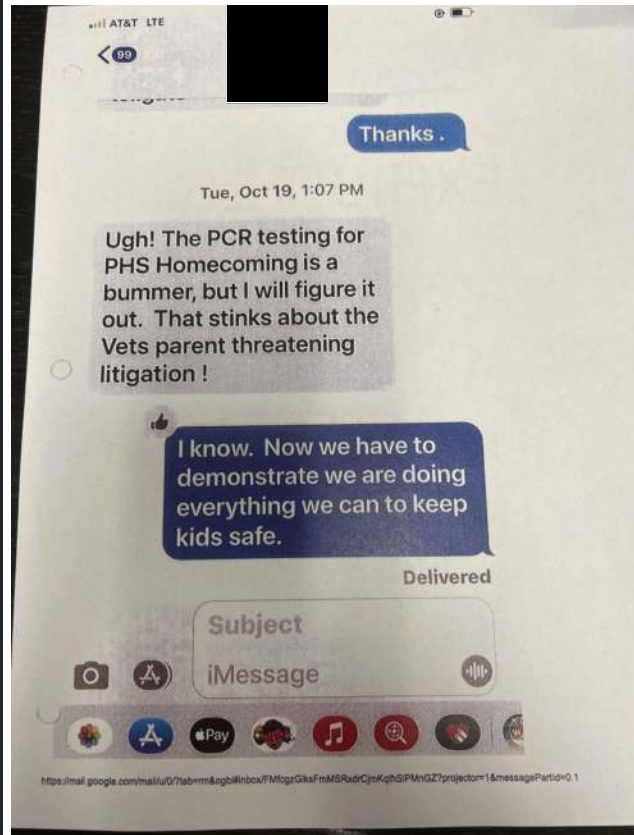 AT&T LTE
99
Thanks .
Tue, Oct 19, 1:07 PM
Ugh! The PCR testing for
PHS Homecoming is a
bummer, but I will figure it
out. That stinks about the
Vets parent threatening
litigation !
I know. Now we have to
demonstrate we are doing
everything we can to keep
kids safe.
Delivered
Subject
iMessage
Pay